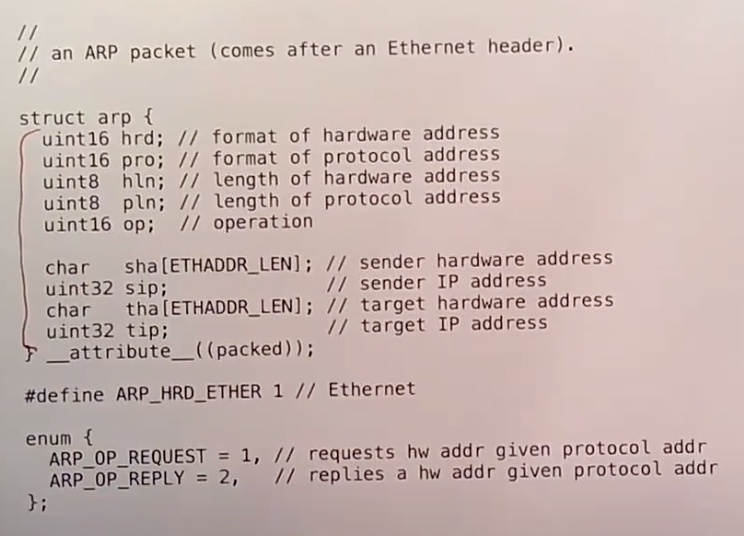 //
// an ARP packet (comes after an Ethernet header).
//
struct arp {
uint16 hrd; // format of hardware address
uint16 pro; // format of protocol address
uint8  hln; // length of hardware address
uint8  pln; // length of protocol address
uint16 op;  // operation
char   sha[ETHADDR_LEN]; // sender hardware address
uint32 sip;              // sender IP address
char   tha[ETHADDR_LEN]; // target hardware address
uint32 tip;              // target IP address
} __attribute__((packed));
#define ARP_HRD_ETHER 1 // Ethernet
enum {
ARP_OP_REQUEST = 1, // requests hw addr given protocol addr
ARP_OP_REPLY = 2,   // replies a hw addr given protocol addr
};